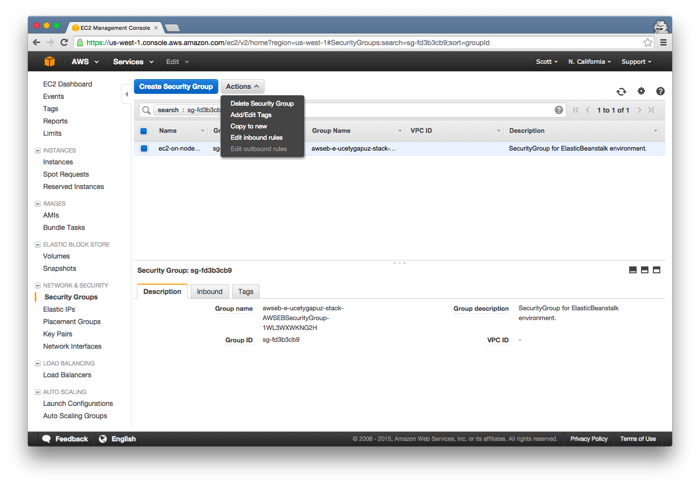 EC2 Management Console
https://us-west-1.console.aws.amazon.com/ec2/v2/home?region=us-west-1#SecurityGroups:search=sg-fd3b3cb9;sort=groupId
AWS Services Edit Scott N. California Support
EC2 Dashboard
Events
Tags
Reports
Limits
INSTANCES
Instances
Spot Requests
Reserved Instances
IMAGES
AMIs
Bundle Tasks
ELASTIC BLOCK STORE
Volumes
Snapshots
NETWORK & SECURITY
Security Groups
Elastic IPs
Placement Groups
Key Pairs
Network Interfaces
LOAD BALANCING
Load Balancers
AUTO SCALING
Launch Configurations
Auto Scaling Groups
Create Security Group Actions
Delete Security Group
Add/Edit Tags
Copy to new
Edit inbound rules
Edit outbound rules
search : sg-fd3b3cb 1 to 1 of 1
Name Gr Group Name VPC ID Description
ec2-on-node... sg- awseb-e-ucetygapuz-stack-... SecurityGroup for ElasticBeanstalk environment.
Security Group: sg-fd3b3cb9
Description Inbound Tags
Group name awseb-e-ucetygapuz-stack-
AWSEBSecurityGroup-
1WL3WXWKNG2H
Group description SecurityGroup for ElasticBeanstalk
environment.
Group ID sg-fd3b3cb9
VPC ID -
Feedback English © 2008 - 2015, Amazon Web Services, Inc. or its affiliates. All rights reserved. Privacy Policy Terms of Use